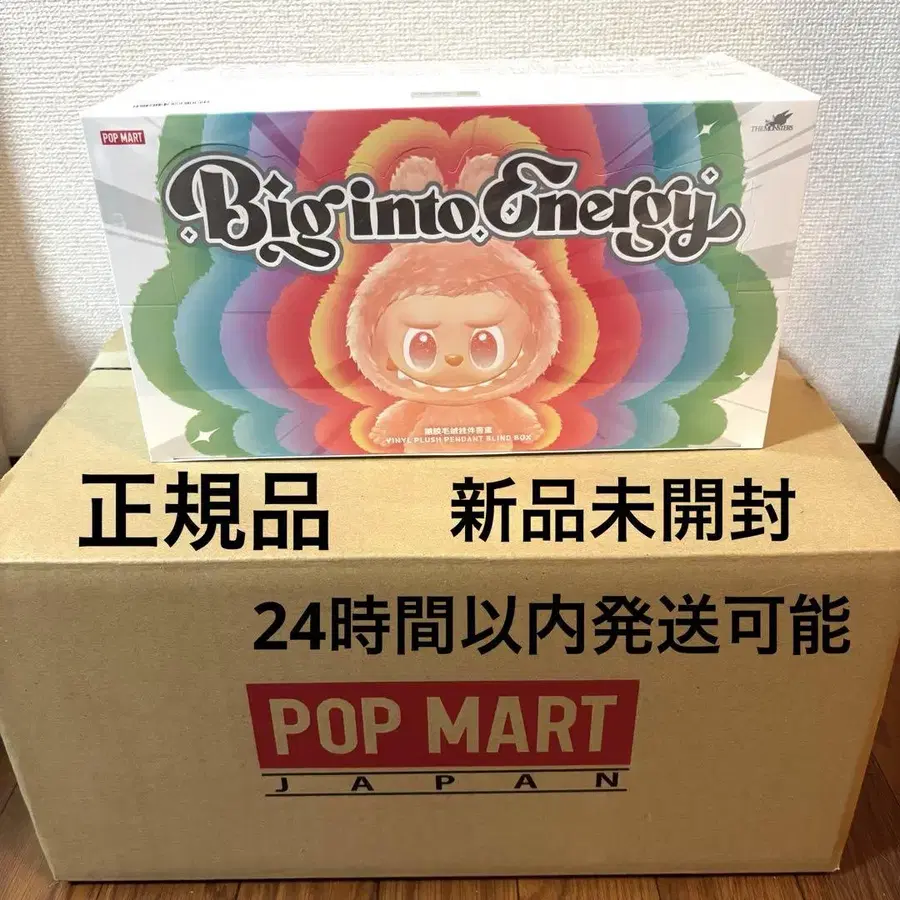 POP MART
THE MONSTERS
Big into Energy
VINYL PLUSH PENDANT BLIND BOX
正規品
新品未開封
24時間以内発送可能
POP MART
JAPAN